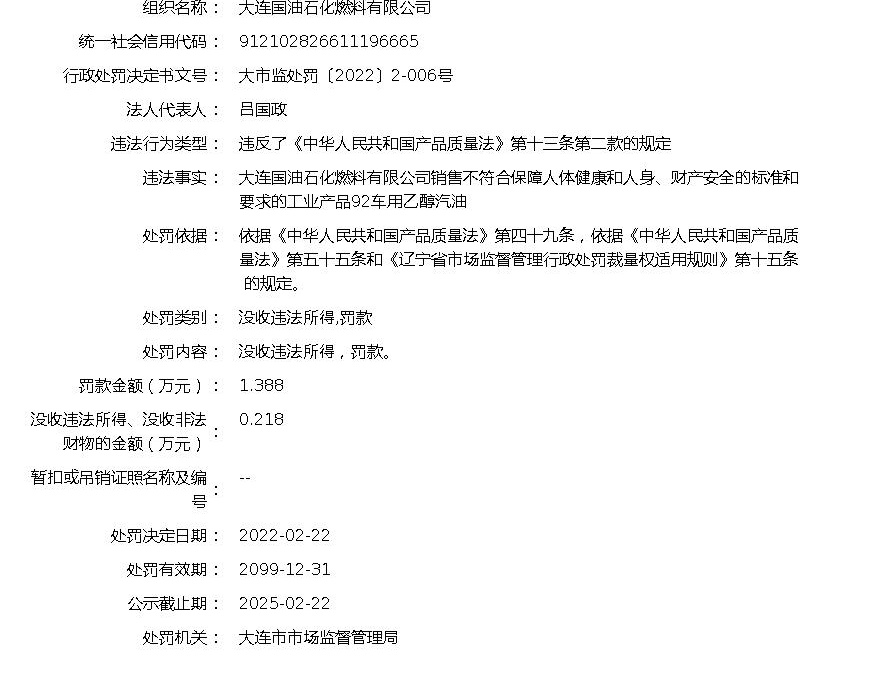 组织名称： 大连国油石化燃料有限公司
统一社会信用代码： 912102826611196665
行政处罚决定书文号： 大市监处罚〔2022〕2-006号
法人代表人： 吕国政
违法行为类型： 违反了《中华人民共和国产品质量法》第十三条第二款的规定
违法事实： 大连国油石化燃料有限公司销售不符合保障人体健康和人身、财产安全的标准和
要求的工业产品92车用乙醇汽油
处罚依据： 依据《中华人民共和国产品质量法》第四十九条，依据《中华人民共和国产品质
量法》第五十五条和《辽宁省市场监督管理行政处罚裁量权适用规则》第十五条
的规定。
处罚类别： 没收违法所得,罚款
处罚内容： 没收违法所得，罚款。
罚款金额（万元）： 1.388
没收违法所得、没收非法
财物的金额（万元）： 0.218
暂扣或吊销证照名称及编
号： --
处罚决定日期： 2022-02-22
处罚有效期： 2099-12-31
公示截止期： 2025-02-22
处罚机关： 大连市市场监督管理局